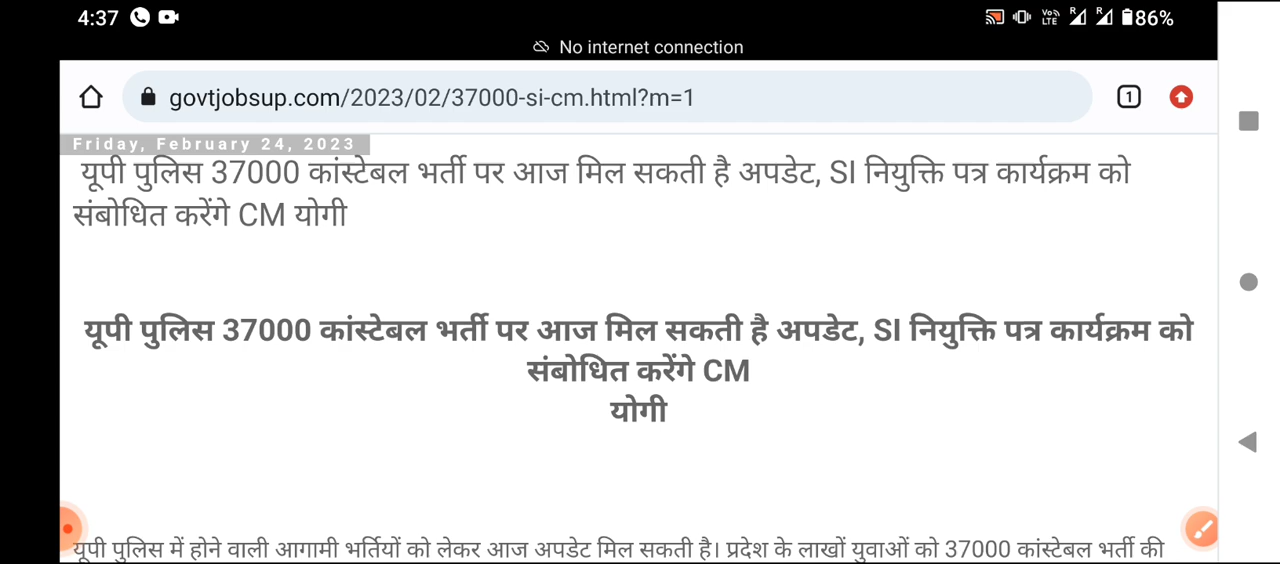 4:37
Vo) LTE R R 86%
No internet connection
govtjobsup.com/2023/02/37000-si-cm.html?m=1
1
Friday, February 24, 2023
यूपी पुलिस 37000 कांस्टेबल भर्ती पर आज मिल सकती है अपडेट, SI नियुक्ति पत्र कार्यक्रम को
संबोधित करेंगे CM योगी
यूपी पुलिस 37000 कांस्टेबल भर्ती पर आज मिल सकती है अपडेट, SI नियुक्ति पत्र कार्यक्रम को
संबोधित करेंगे CM
योगी
यूपी पुलिस में होने वाली आगामी भर्तियों को लेकर आज अपडेट मिल सकती है। प्रदेश के लाखों युवाओं को 37000 कांस्टेबल भर्ती की